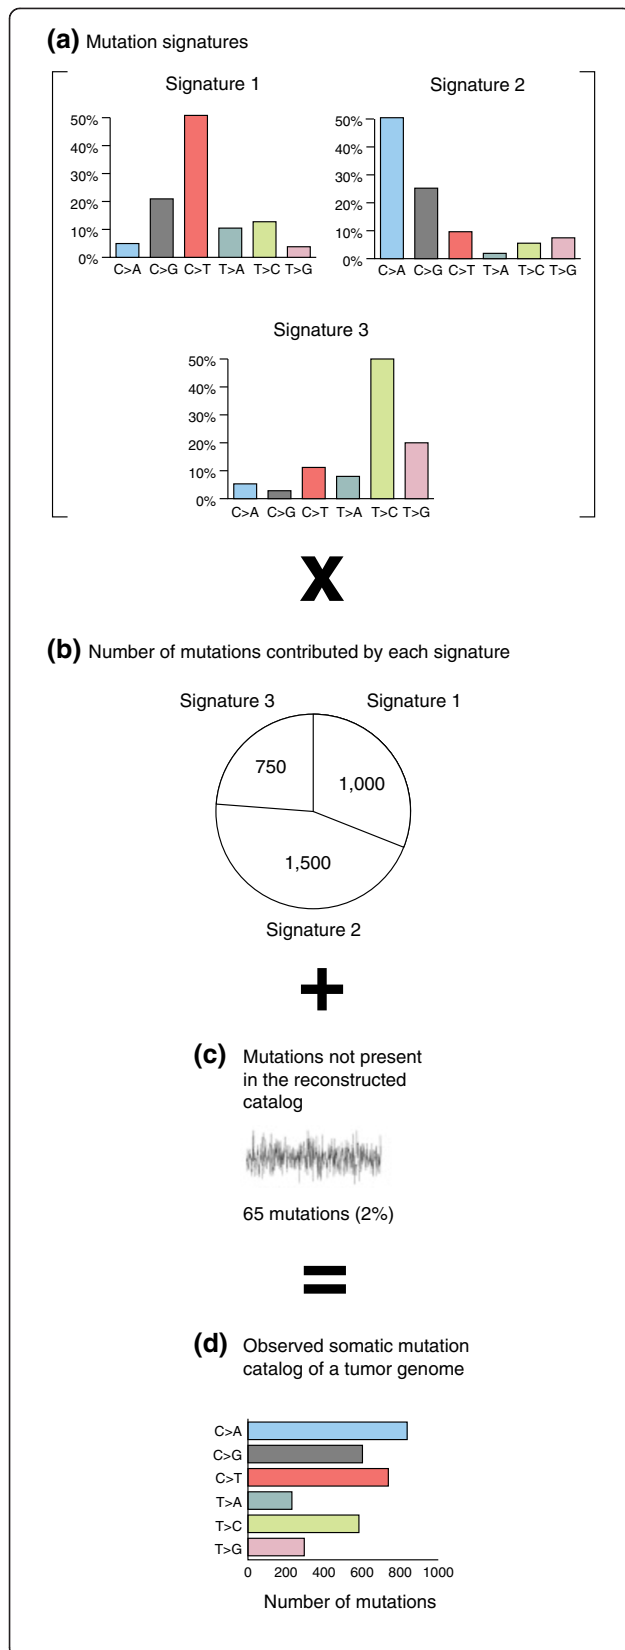 (a) Mutation signatures
Signature 1
50%
40%
30%
20%
10%
0%
C>A C>G C>T T>A T>C T>G
Signature 2
50%
40%
30%
20%
10%
0%
C>A C>G C>T T>A T>C T>G
Signature 3
50%
40%
30%
20%
10%
0%
C>A C>G C>T T>A T>C T>G
X
(b) Number of mutations contributed by each signature
Signature 3
Signature 1
750
1,000
1,500
Signature 2
+
(c) Mutations not present
in the reconstructed
catalog
65 mutations (2%)
=
(d) Observed somatic mutation
catalog of a tumor genome
C>A
C>G
C>T
T>A
T>C
T>G
0 200 400 600 800 1000
Number of mutations